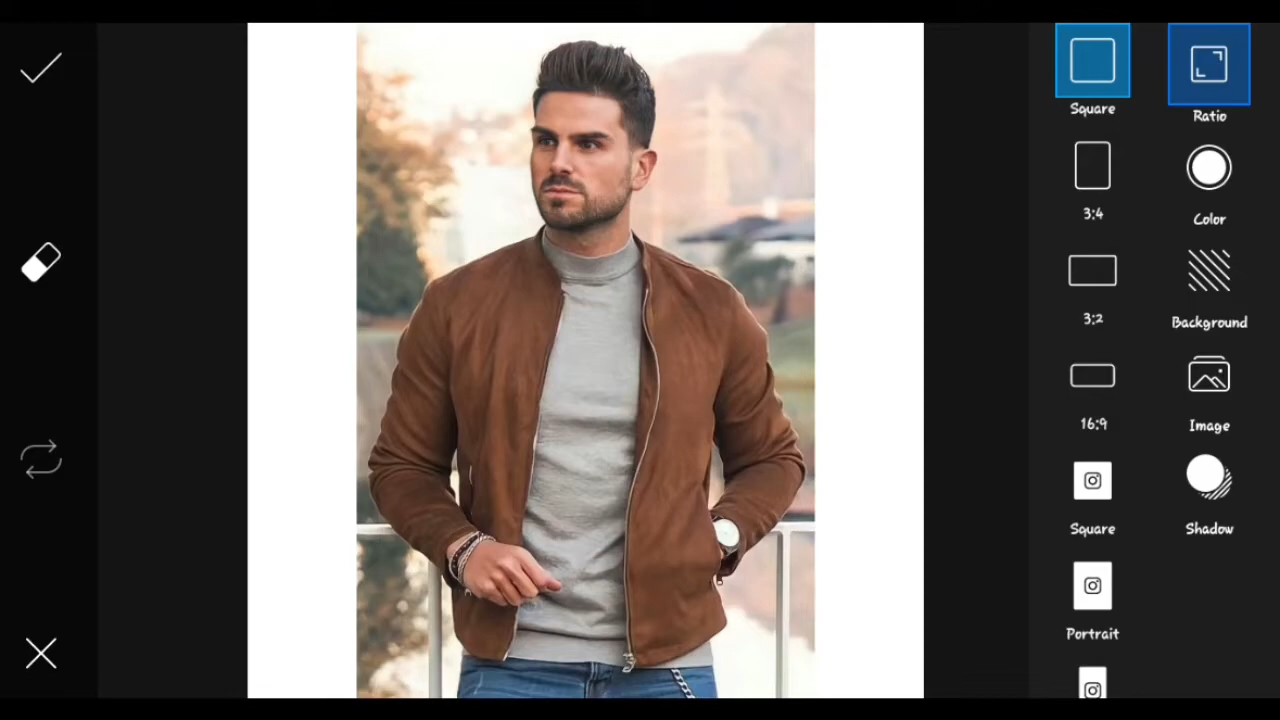 Square
Ratio
3:4
Color
3:2
Background
16:9
Image
Square
Shadow
Portrait